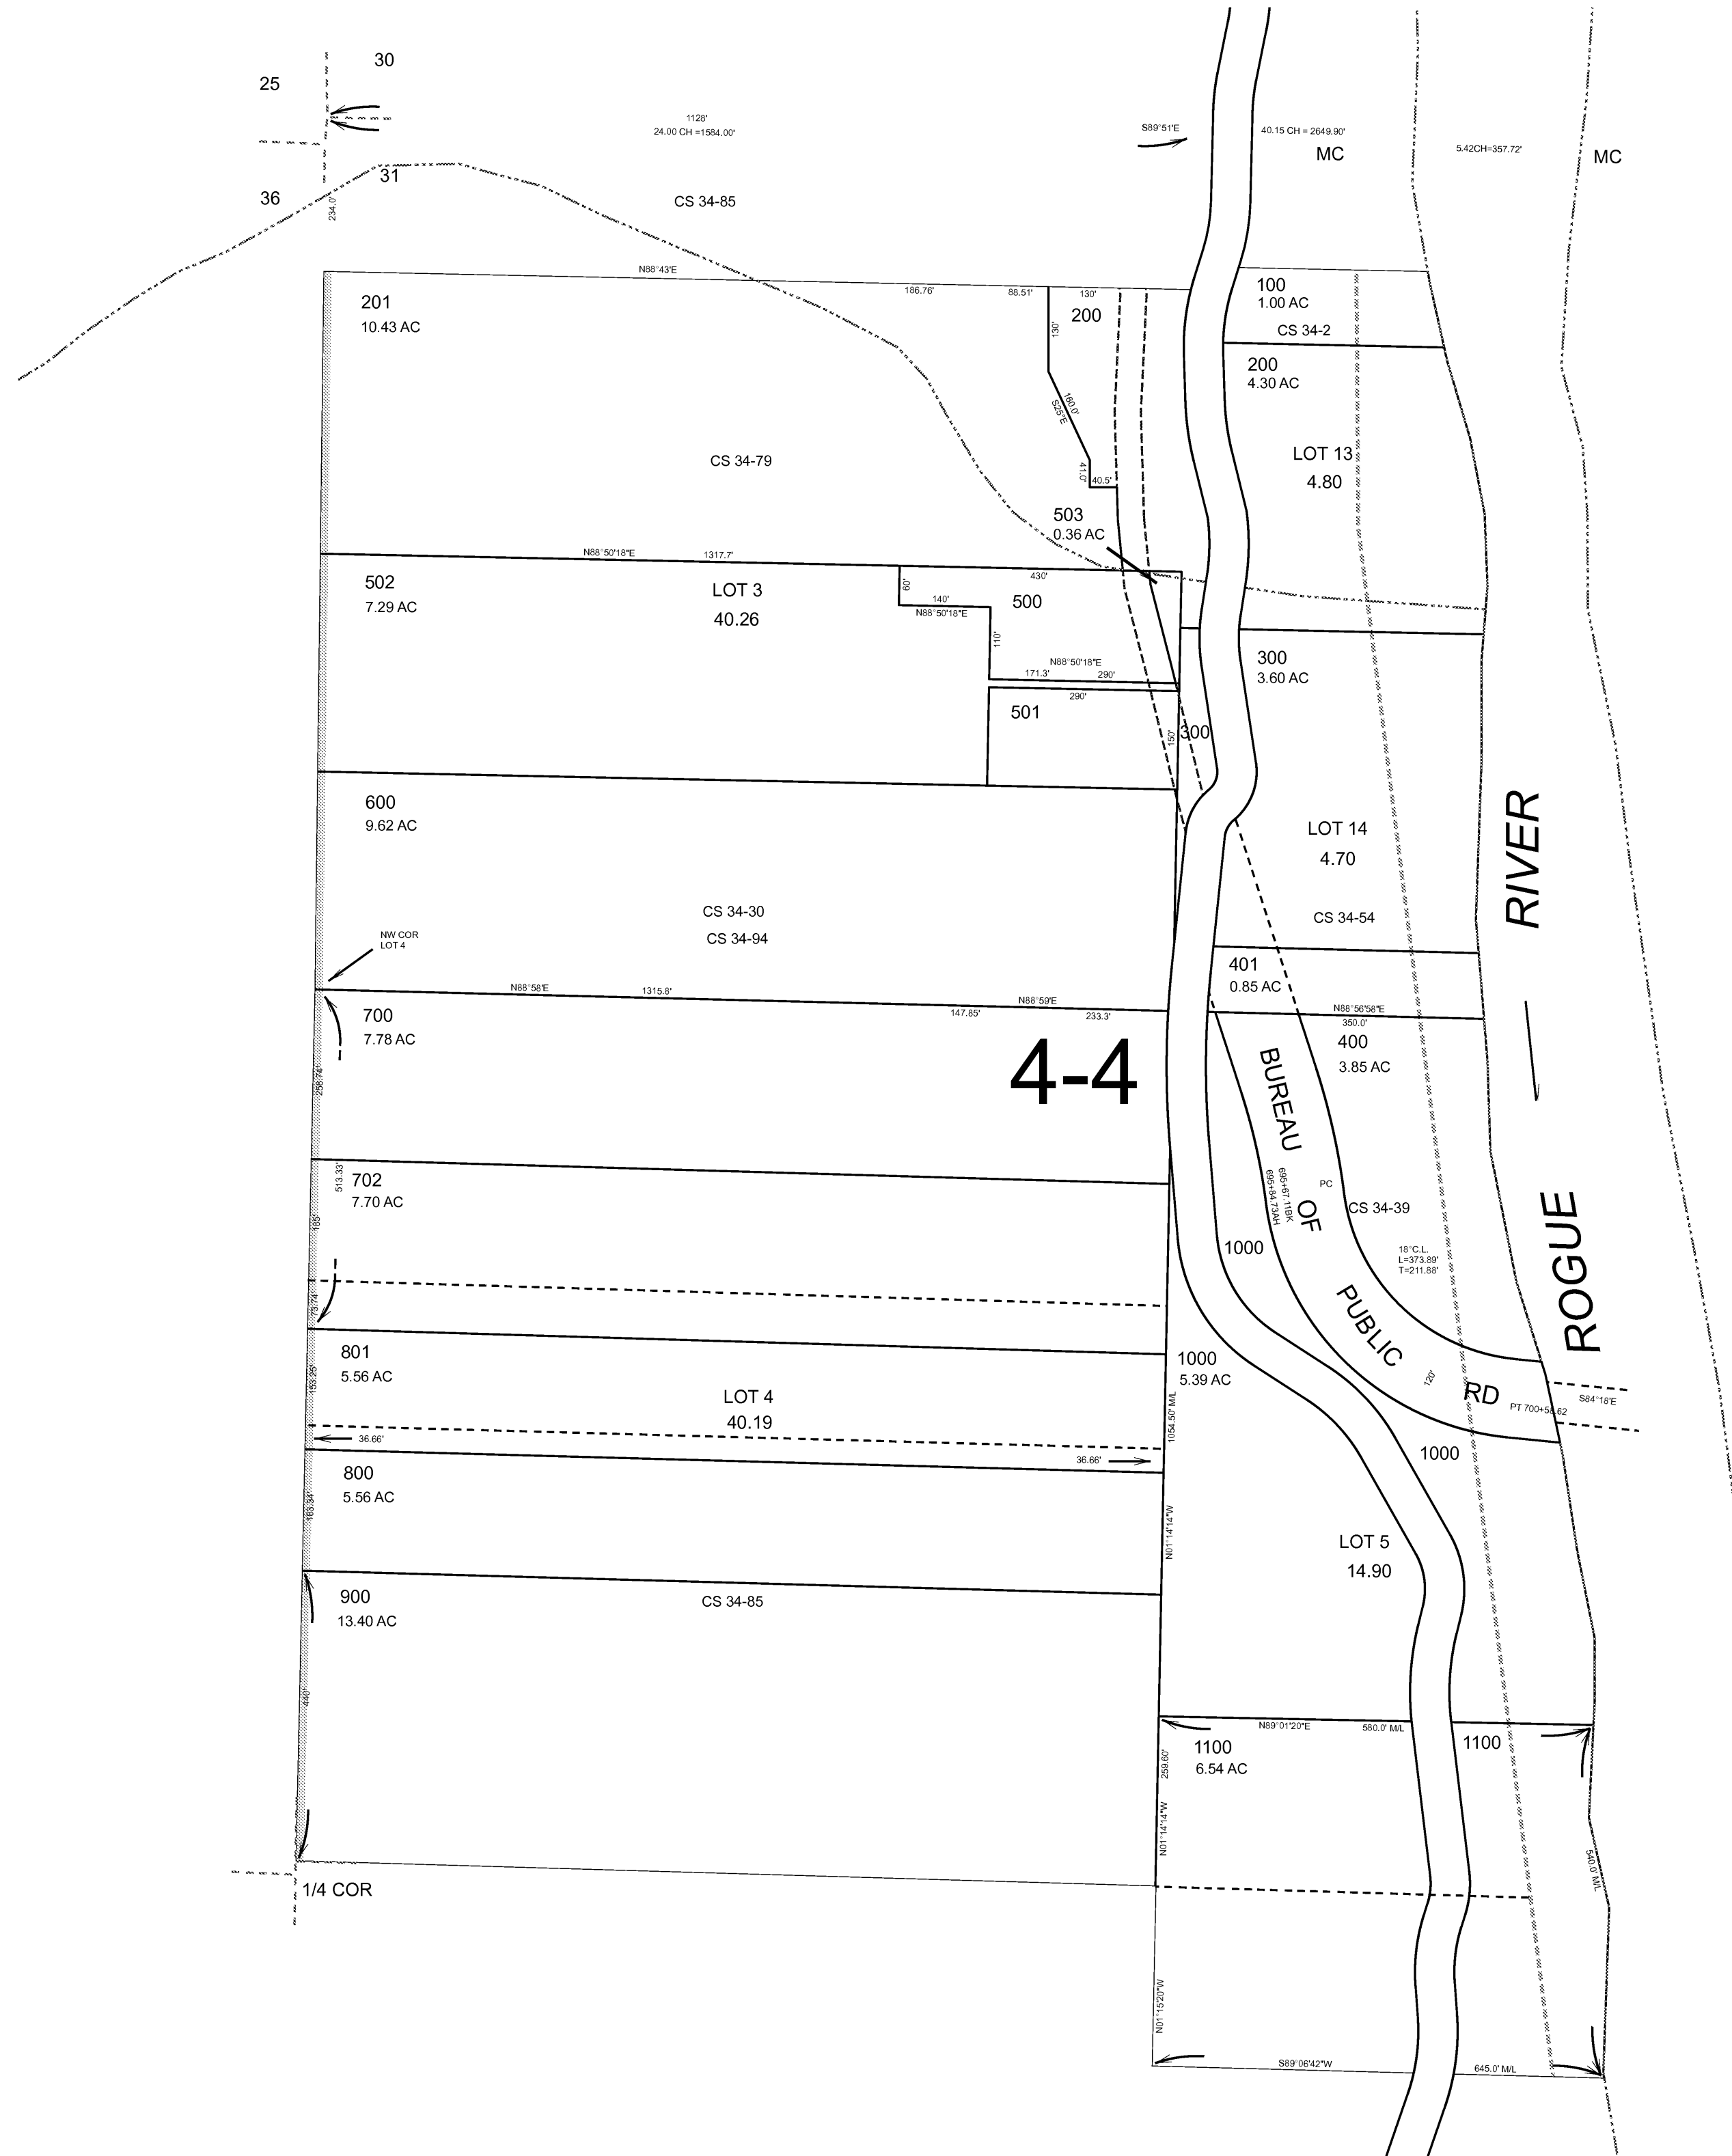 30
25
1128'
24.00 CH =1584.00'
S89°51'E
40.15 CH = 2649.90'
MC
5.42CH=357.72'
MC
31
36
234.0'
CS 34-85
N88°43'E
186.76'
88.51'
130'
201
10.43 AC
200
130'
100
1.00 AC
CS 34-2
200
4.30 AC
160.0'
S25°E
CS 34-79
41.0'
40.5'
LOT 13
4.80
503
0.36 AC
N88°50'18"E
1317.7'
430'
502
7.29 AC
LOT 3
40.26
60'
140'
N88°50'18"E
500
110'
N88°50'18"E
171.3'
290'
290'
300
3.60 AC
501
150'
300
600
9.62 AC
LOT 14
4.70
RIVER
CS 34-30
CS 34-94
CS 34-54
NW COR
LOT 4
401
0.85 AC
N88°58'E
1315.8'
N88°59'E
147.85'
233.3'
N88°56'58"E
350.0'
700
7.78 AC
400
3.85 AC
4-4
258.74'
BUREAU
OF
PUBLIC
RD
513.33'
702
7.70 AC
185'
695+67.11BK
695+84.73AH
PC
CS 34-39
1000
18°C.L.
L=373.89'
T=211.88'
ROGUE
73.74'
801
5.56 AC
153.25'
1000
5.39 AC
120'
LOT 4
40.19
1054.50' M/L
PT 700+58.62
S84°18'E
36.66'
36.66'
1000
800
5.56 AC
183.34'
N01°14'14"W
LOT 5
14.90
900
13.40 AC
CS 34-85
440'
N89°01'20"E
580.0' M/L
1100
6.54 AC
1100
259.60'
N01°14'14"W
540.0' M/L
1/4 COR
N01°15'20"W
S89°06'42"W
645.0' M/L